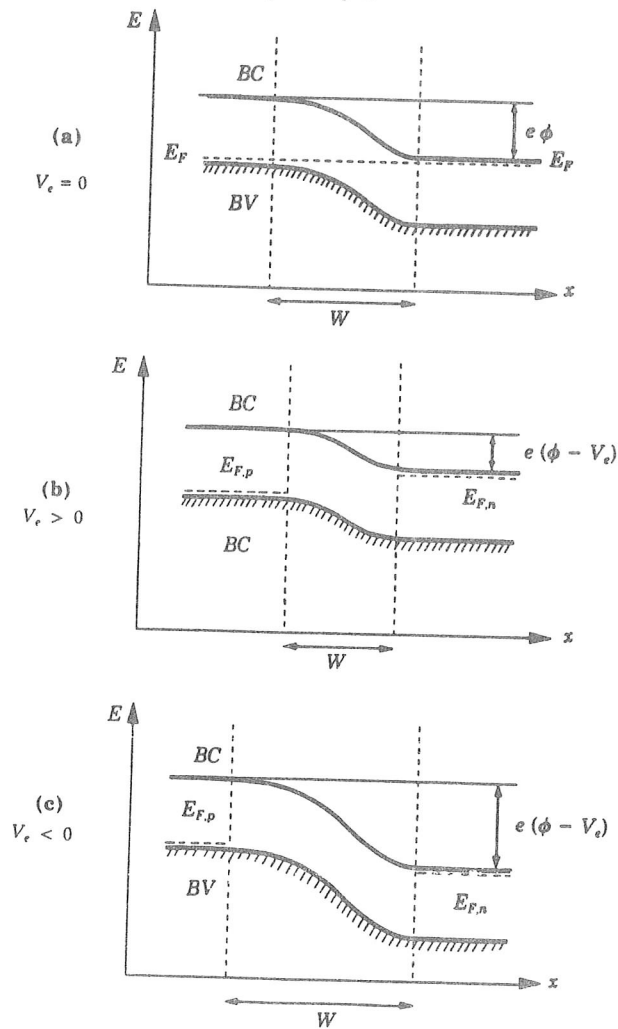 E
BC
e ϕ
(a)
E_F
E_F
V_e = 0
BV
x
W
E
BC
e (ϕ − V_e)
E_{F,p}
(b)
E_{F,n}
V_e > 0
BC
x
W
E
BC
(c)
E_{F,p}
e (ϕ − V_e)
V_e < 0
BV
E_{F,n}
x
W